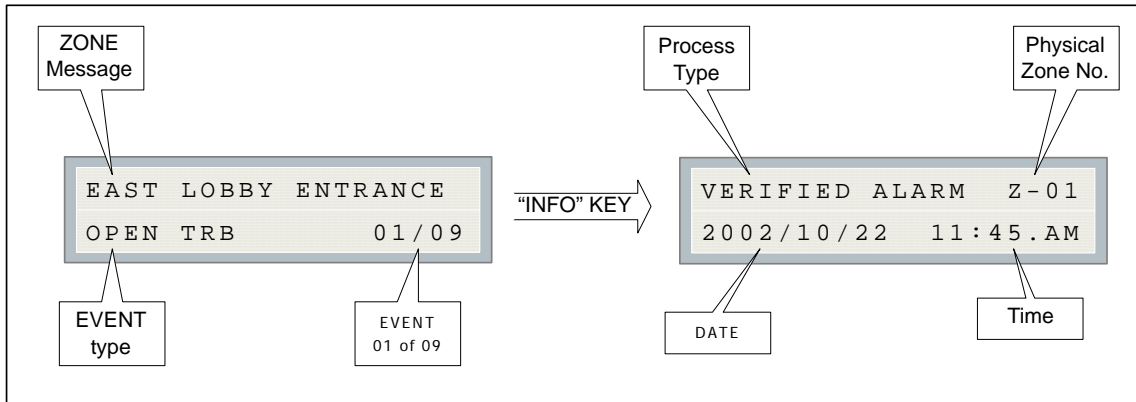 ZONE
Message
Process
Type
Physical
Zone No.
EAST LOBBY ENTRANCE
OPEN TRB 01/09
"INFO" KEY
VERIFIED ALARM Z-01
2002/10/22 11:45.AM
EVENT
type
EVENT
01 of 09
DATE
Time